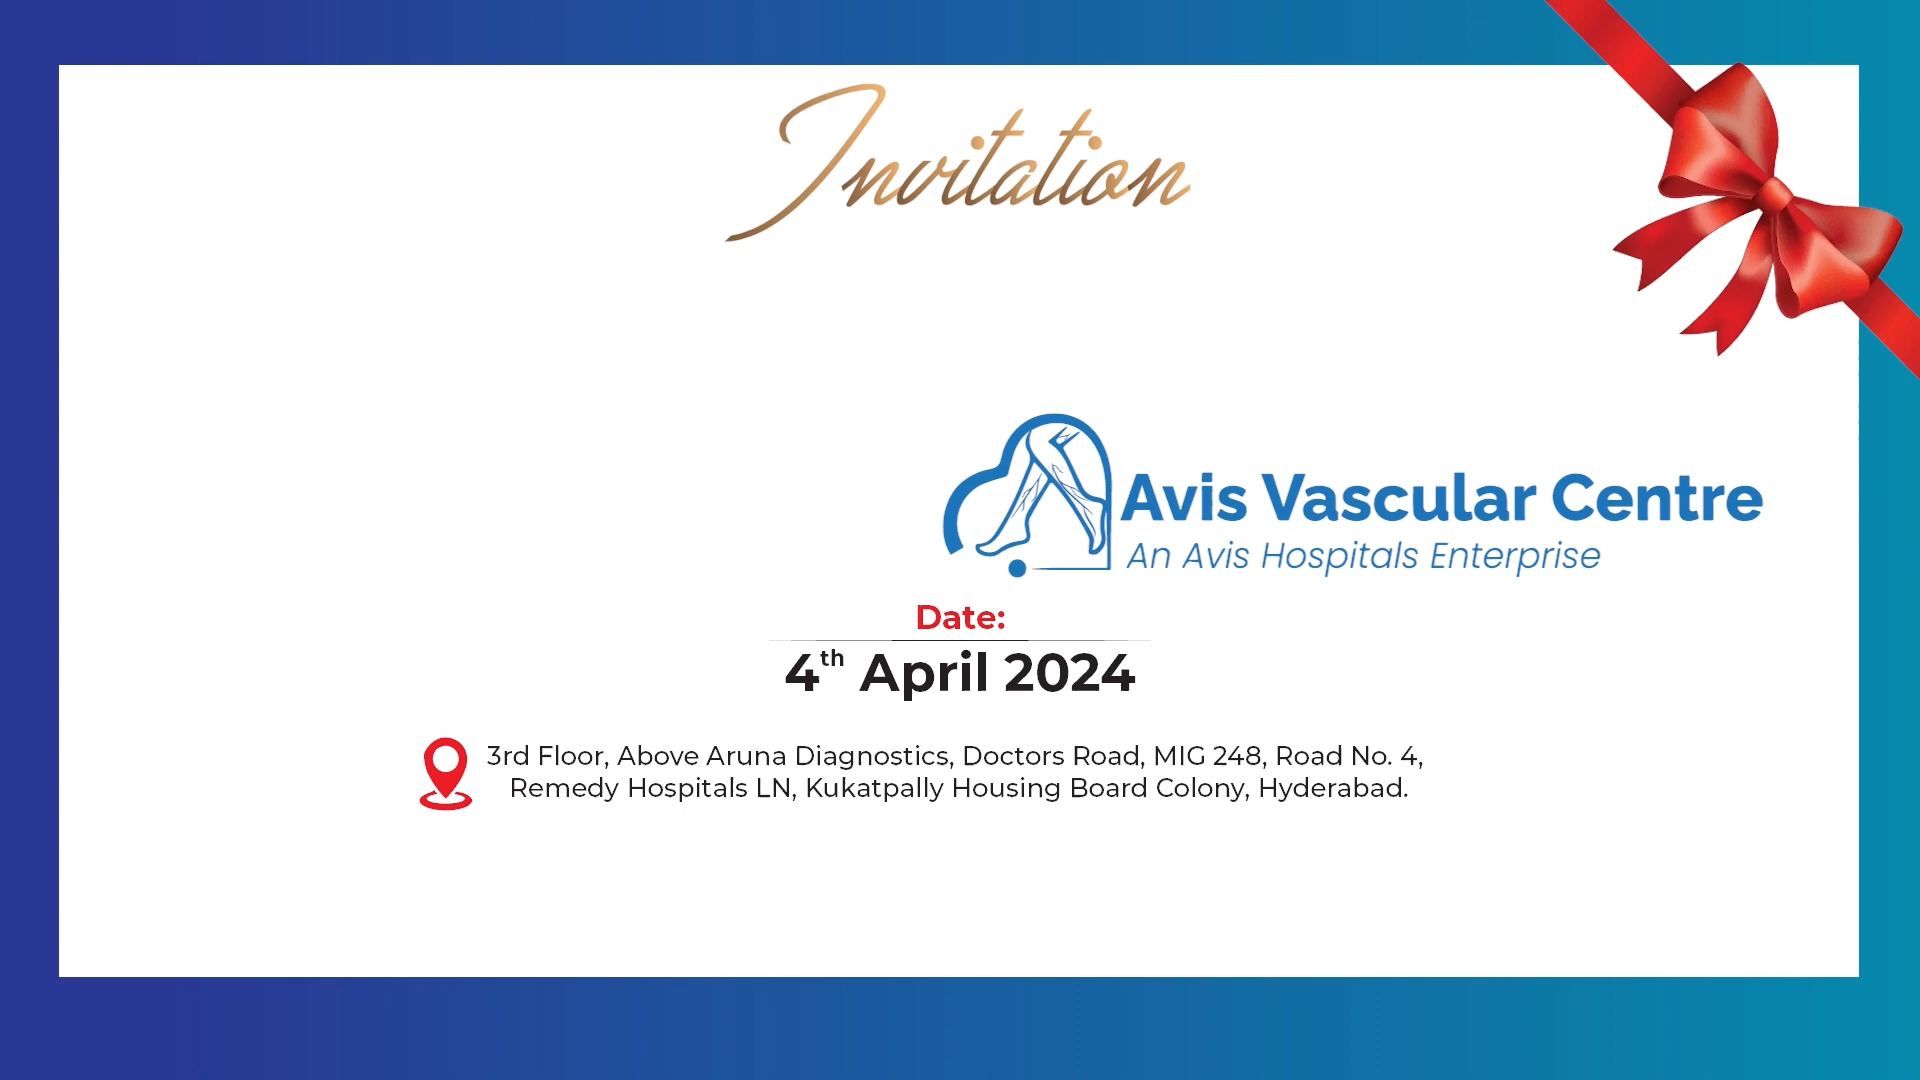 Invitation
Avis Vascular Centre
An Avis Hospitals Enterprise
Date:
4th April 2024
3rd Floor, Above Aruna Diagnostics, Doctors Road, MIG 248, Road No. 4,
Remedy Hospitals LN, Kukatpally Housing Board Colony, Hyderabad.